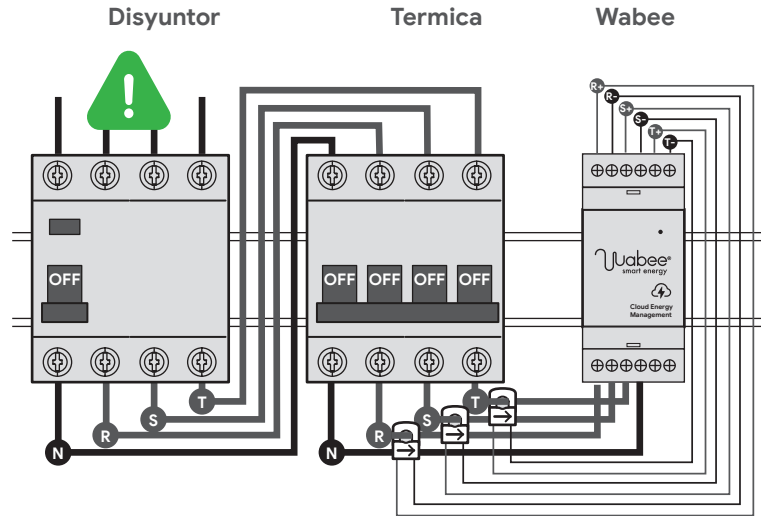 Disyuntor
Termica
Wabee
!
R+
R-
S+
S-
T+
T-
OFF
OFF
OFF
OFF
OFF
Wabee®
smart energy
Cloud Energy
Management
T
S
R
N
T
S
R
N